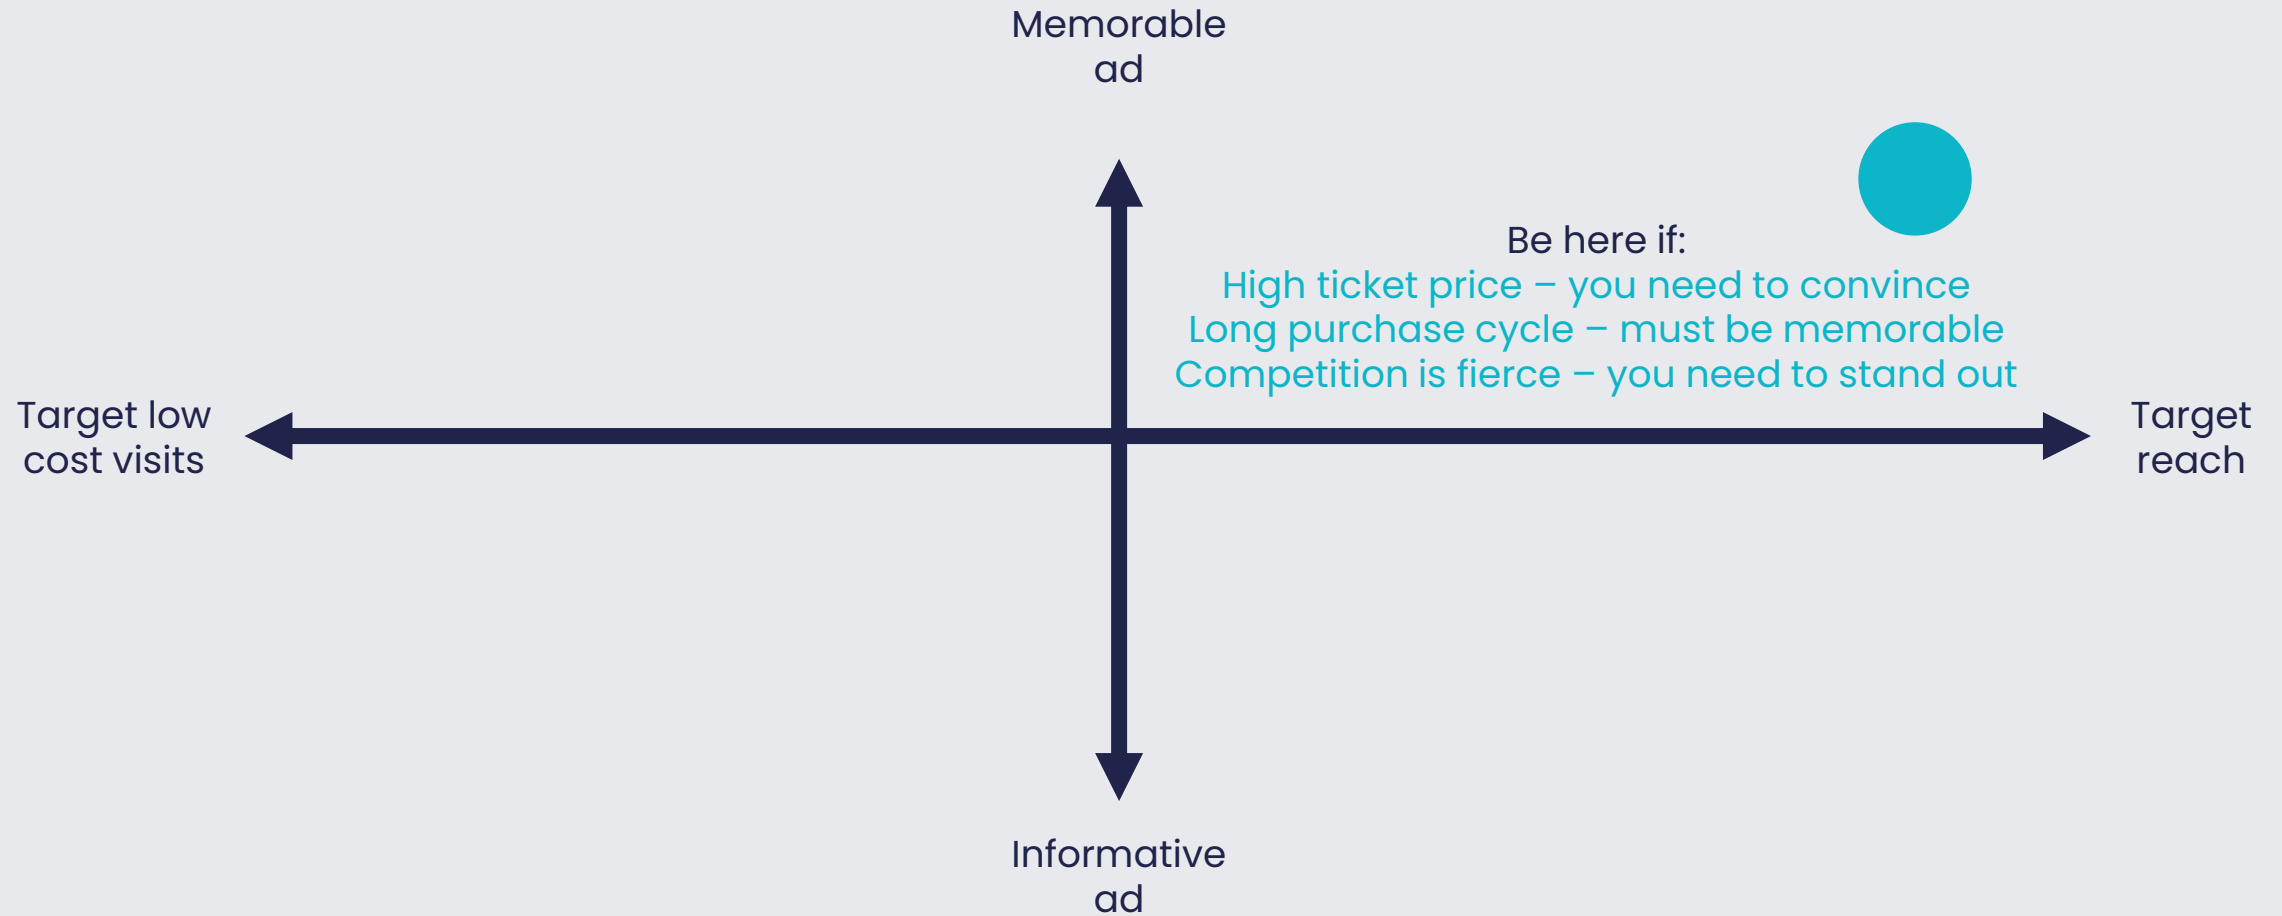 Memorable
ad
Be here if:
High ticket price – you need to convince
Long purchase cycle – must be memorable
Competition is fierce – you need to stand out
Target low
cost visits
Target
reach
Informative
ad